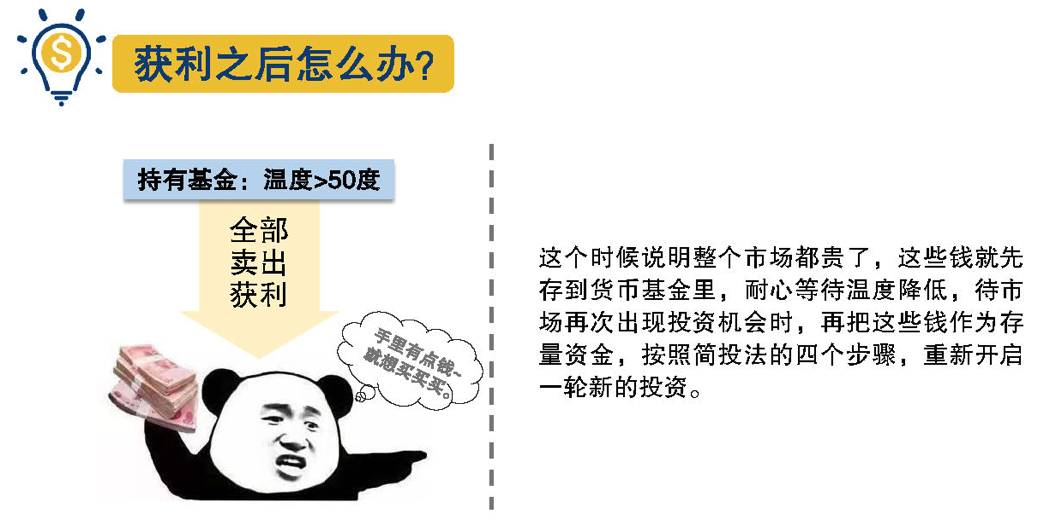 获利之后怎么办?
持有基金：温度>50度
全部
卖出
获利
手里有点钱~
就想买买买。
这个时候说明整个市场都贵了，这些钱就先
存到货币基金里，耐心等待温度降低，待市
场再次出现投资机会时，再把这些钱作为存
量资金，按照简投法的四个步骤，重新开启
一轮新的投资。